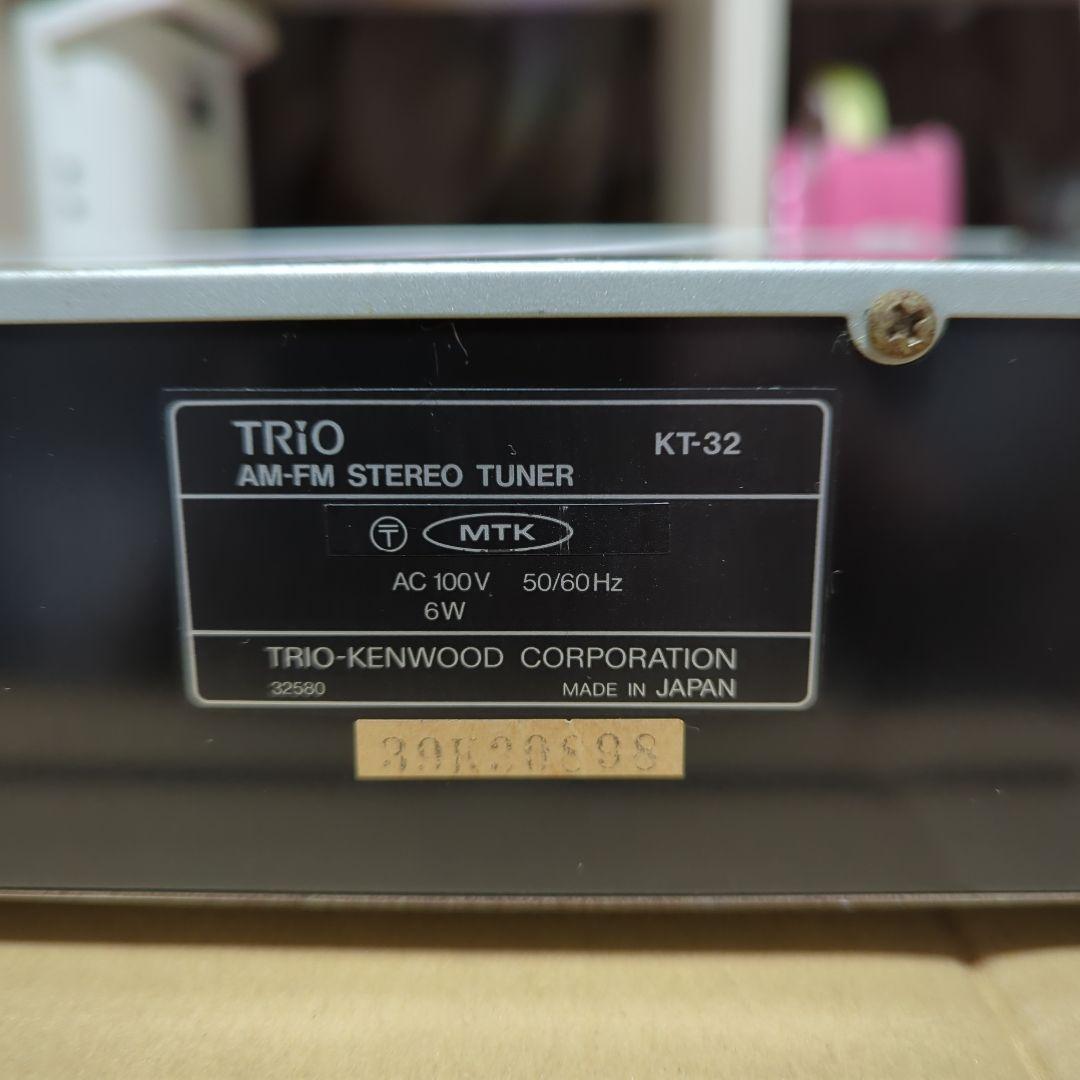 TRiO KT-32
AM-FM STEREO TUNER
〒 MTK
AC 100V 50/60Hz
6W
TRIO-KENWOOD CORPORATION
32580 MADE IN JAPAN
39K20898